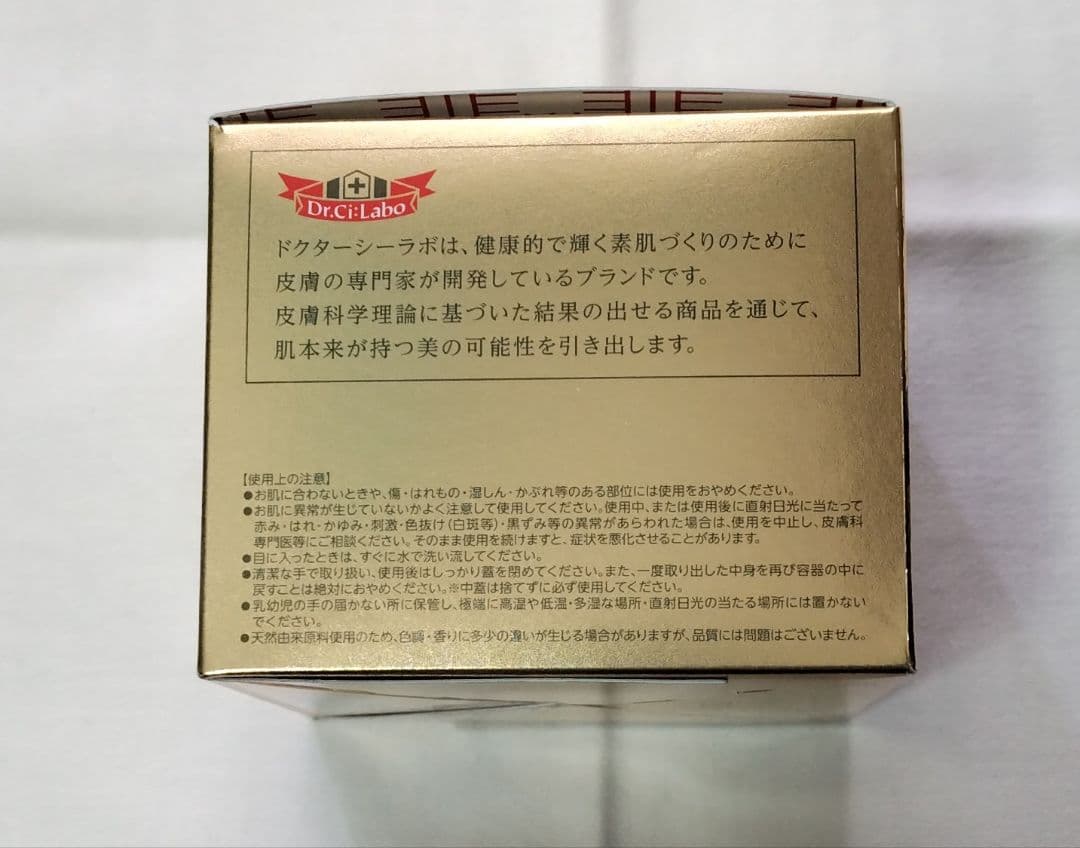 Dr.Ci:Labo
ドクターシーラボは、健康的で輝く素肌づくりのために
皮膚の専門家が開発しているブランドです。
皮膚科学理論に基づいた結果の出せる商品を通じて、
肌本来が持つ美の可能性を引き出します。
【使用上の注意】
●お肌に合わないときや、傷・はれもの・湿しん・かぶれ等のある部位には使用をおやめください。
●お肌に異常が生じていないかよく注意して使用してください。使用中、または使用後に直射日光に当たって
赤み・はれ・かゆみ・刺激・色抜け(白斑等)・黒ずみ等の異常があらわれた場合は、使用を中止し、皮膚科
専門医等にご相談ください。そのまま使用を続けますと、症状を悪化させることがあります。
●目に入ったときは、すぐに水で洗い流してください。
●清潔な手で取り扱い、使用後はしっかり蓋を閉めてください。また、一度取り出した中身を再び容器の中に
戻すことは絶対におやめください。※中蓋は捨てずに必ず使用してください。
●乳幼児の手の届かない所に保管し、極端に高温や低温・多湿な場所・直射日光の当たる場所には置かない
でください。
●天然由来原料使用のため、色調・香りに多少の違いが生じる場合がありますが、品質には問題はございません。